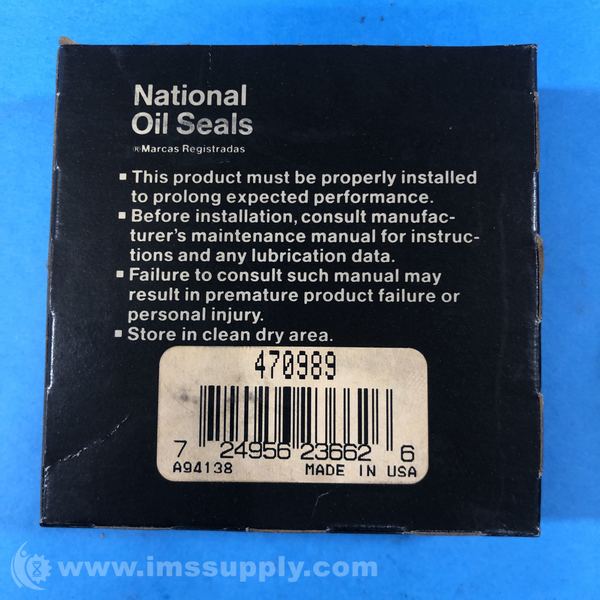 National
Oil Seals
®Marcas Registradas
▪ This product must be properly installed
to prolong expected performance.
▪ Before installation, consult manufac-
turer's maintenance manual for instruc-
tions and any lubrication data.
▪ Failure to consult such manual may
result in premature product failure or
personal injury.
▪ Store in clean dry area.
470989
7 24956 23662 6
A94138 MADE IN USA
www.imssupply.com